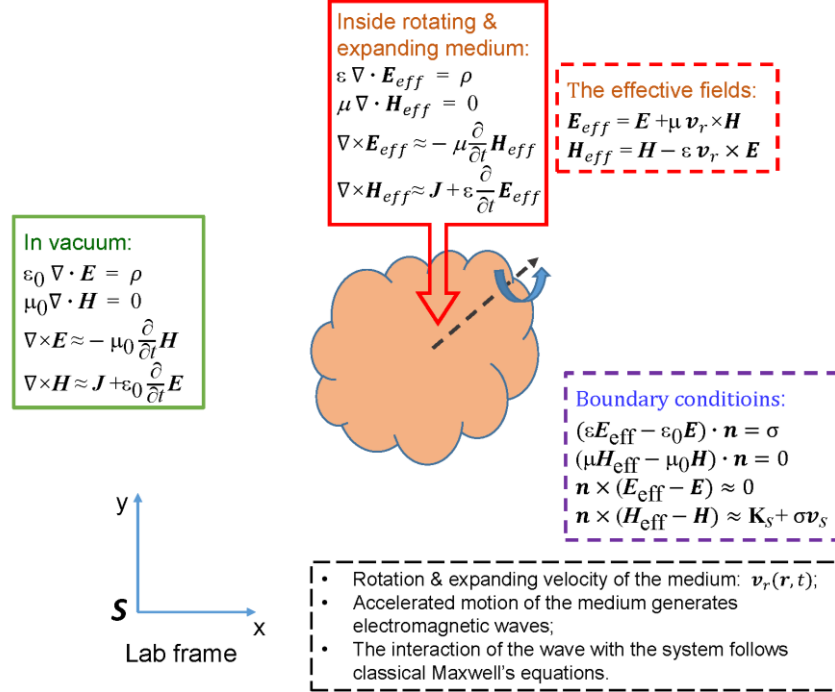 Inside rotating &
expanding medium:
ε ∇ · E_eff = ρ
μ ∇ · H_eff = 0
∇×E_eff ≈ − μ ∂/∂t H_eff
∇×H_eff ≈ J + ε ∂/∂t E_eff
The effective fields:
E_eff = E +μ v_r ×H
H_eff = H − ε v_r × E
In vacuum:
ε₀ ∇ · E = ρ
μ₀∇ · H = 0
∇×E ≈ − μ₀ ∂/∂t H
∇×H ≈ J +ε₀ ∂/∂t E
Boundary conditioins:
(εE_eff − ε₀E) · n = σ
(μH_eff − μ₀H) · n = 0
n × (E_eff − E) ≈ 0
n × (H_eff − H) ≈ K_s + σv_s
y
S
x
Lab frame
• Rotation & expanding velocity of the medium: v_r(r, t);
• Accelerated motion of the medium generates
electromagnetic waves;
• The interaction of the wave with the system follows
classical Maxwell's equations.